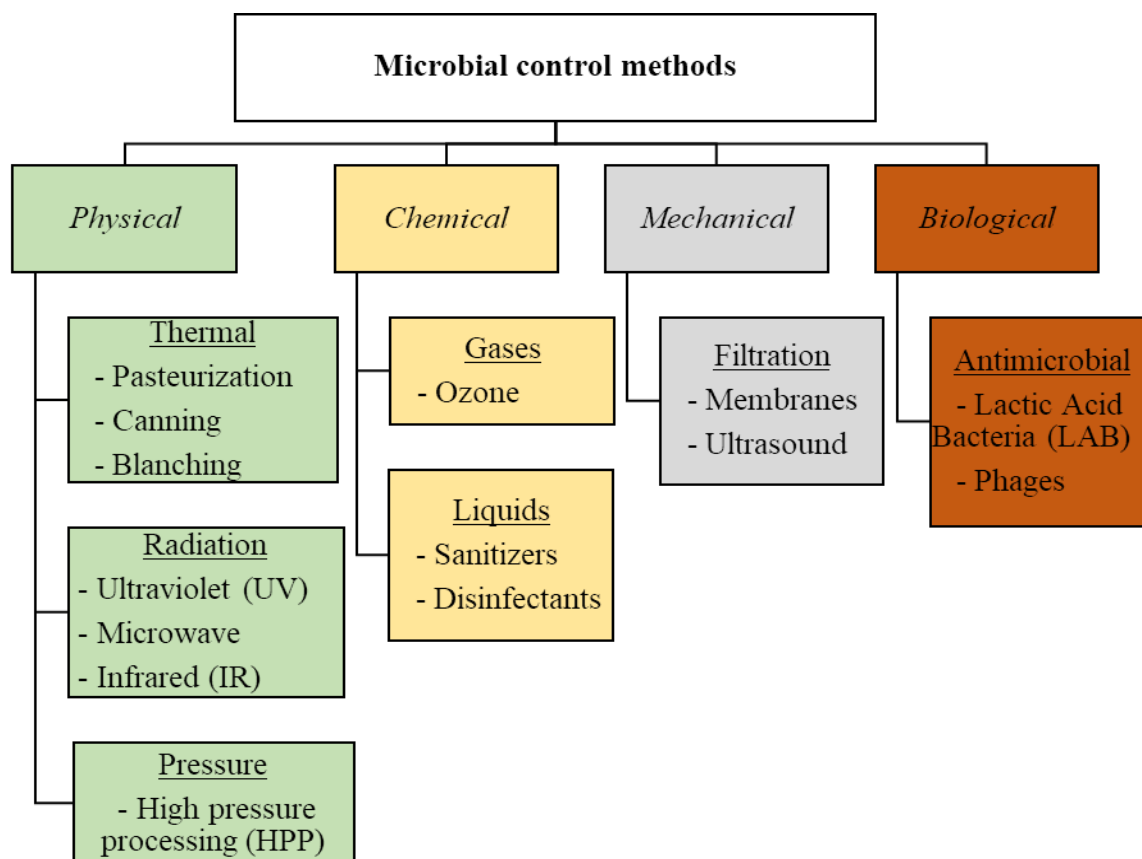 Microbial control methods
Physical
Chemical
Mechanical
Biological
Thermal
- Pasteurization
- Canning
- Blanching
Radiation
- Ultraviolet (UV)
- Microwave
- Infrared (IR)
Pressure
- High pressure
processing (HPP)
Gases
- Ozone
Liquids
- Sanitizers
- Disinfectants
Filtration
- Membranes
- Ultrasound
Antimicrobial
- Lactic Acid
Bacteria (LAB)
- Phages